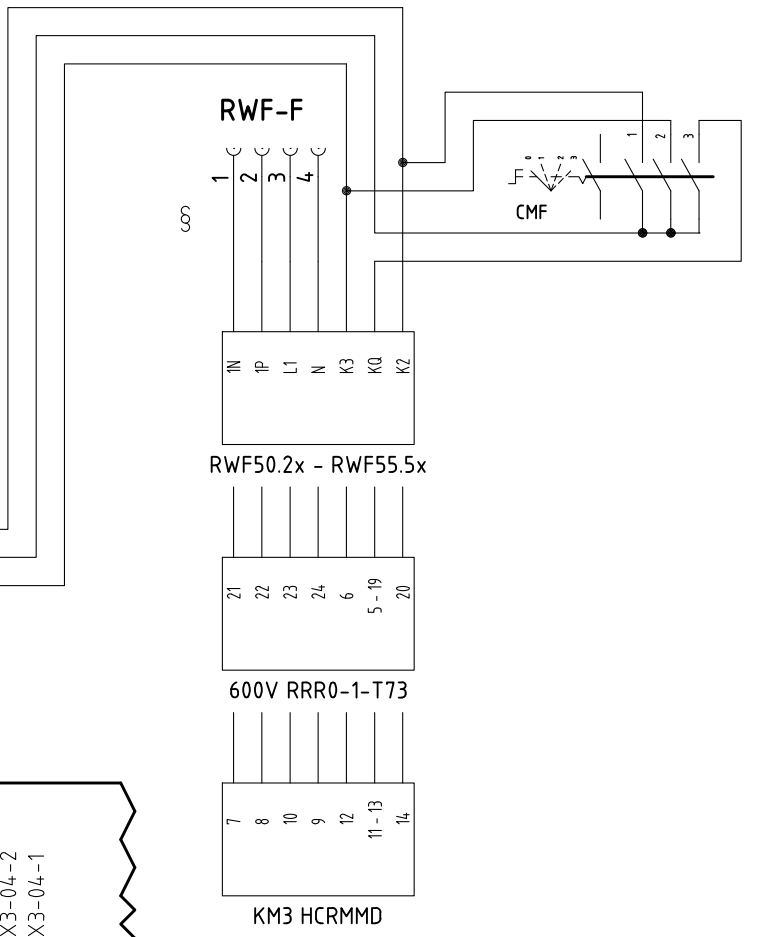 RWF-F
1 2 3 4
1 2 3
0 1 2 3
CMF
§
1N 1P L1 N K3 KQ K2
RWF50.2x - RWF55.5x
21 22 23 24 6 5 - 19 20
600V RRR0-1-T73
7 8 10 9 12 11 - 13 14
KM3 HCRMMD
X3-04-2
X3-04-1